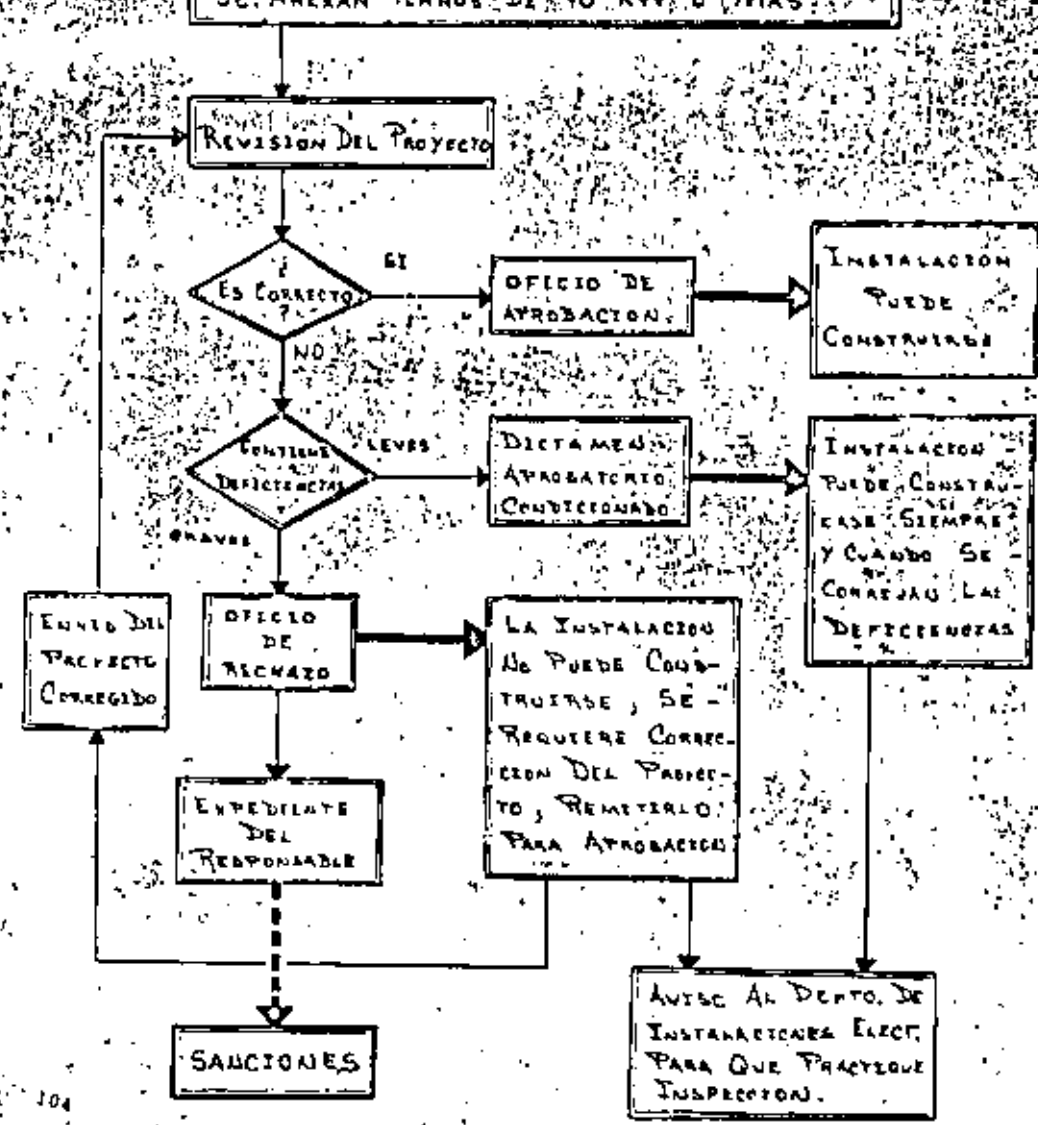 REVISION DEL PROYECTO
¿
ES CORRECTO
?
SI
OFICIO DE
APROBACION.
INSTALACION
PUEDE
CONSTRUIRSE
NO
CONTIENE
DEFICIENCIAS
LEVES
DICTAMEN
APROBATORIO
CONDICIONADO
INSTALACION
PUEDE CONSTRU-
IRSE SIEMPRE
Y CUANDO SE
CORRIJAN LAS
DEFICIENCIAS
GRAVES
ENVIO DEL
PROYECTO
CORREGIDO
OFICIO
DE
RECHAZO
LA INSTALACION
NO PUEDE CONS-
TRUIRSE, SE
REQUIERE CORREC-
CION DEL PROYEC-
TO, REMITIRLO
PARA APROBACION
EXPEDIENTE
DEL
RESPONSABLE
SANCIONES
AVISO AL DEPTO. DE
INSTALACIONES ELECT.
PARA QUE PRACTIQUE
INSPECCION.
104